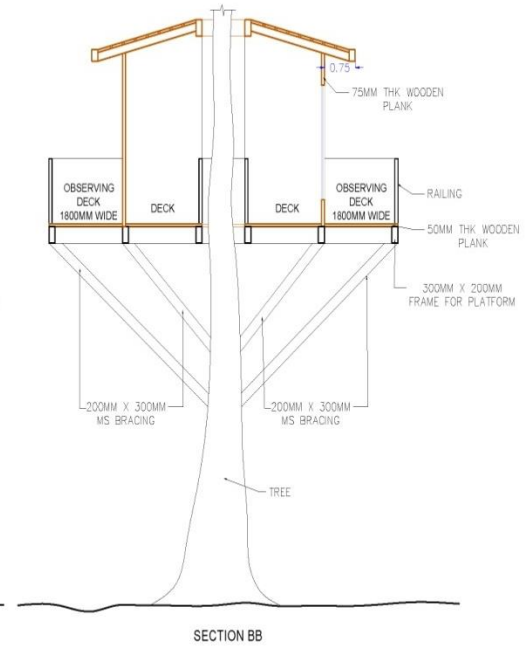 0.75
75MM THK WOODEN
PLANK
OBSERVING
DECK
1800MM WIDE
DECK
DECK
OBSERVING
DECK
1800MM WIDE
RAILING
50MM THK WOODEN
PLANK
300MM X 200MM
FRAME FOR PLATFORM
200MM X 300MM
MS BRACING
200MM X 300MM
MS BRACING
TREE
SECTION BB